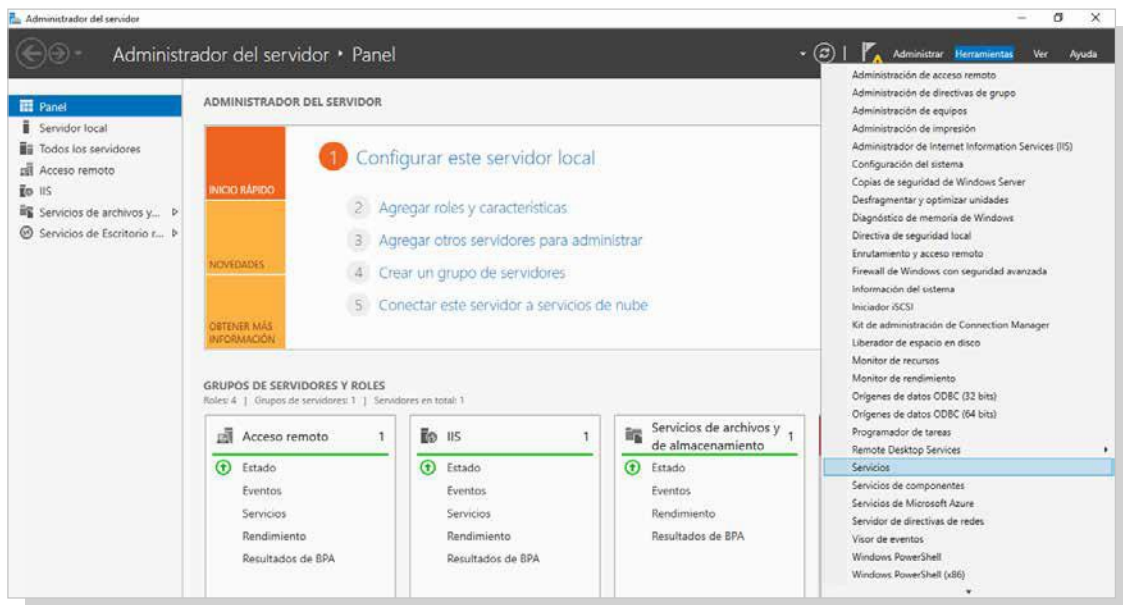 Administrador del servidor
Administrador del servidor ‣ Panel
Administrar Herramientas Ver Ayuda
Panel
Servidor local
Todos los servidores
Acceso remoto
IIS
Servicios de archivos y...
Servicios de Escritorio r...
ADMINISTRADOR DEL SERVIDOR
INICIO RÁPIDO
NOVEDADES
OBTENER MÁS
INFORMACIÓN
1 Configurar este servidor local
2 Agregar roles y características
3 Agregar otros servidores para administrar
4 Crear un grupo de servidores
5 Conectar este servidor a servicios de nube
GRUPOS DE SERVIDORES Y ROLES
Roles: 4 | Grupos de servidores: 1 | Servidores en total: 1
Acceso remoto 1
Estado
Eventos
Servicios
Rendimiento
Resultados de BPA
IIS 1
Estado
Eventos
Servicios
Rendimiento
Resultados de BPA
Servicios de archivos y
de almacenamiento 1
Estado
Eventos
Rendimiento
Resultados de BPA
Administración de acceso remoto
Administración de directivas de grupo
Administración de equipos
Administración de impresión
Administrador de Internet Information Services (IIS)
Configuración del sistema
Copias de seguridad de Windows Server
Desfragmentar y optimizar unidades
Diagnóstico de memoria de Windows
Directiva de seguridad local
Enrutamiento y acceso remoto
Firewall de Windows con seguridad avanzada
Información del sistema
Iniciador iSCSI
Kit de administración de Connection Manager
Liberador de espacio en disco
Monitor de recursos
Monitor de rendimiento
Orígenes de datos ODBC (32 bits)
Orígenes de datos ODBC (64 bits)
Programador de tareas
Remote Desktop Services
Servicios
Servicios de componentes
Servicios de Microsoft Azure
Servidor de directivas de redes
Visor de eventos
Windows PowerShell
Windows PowerShell (x86)